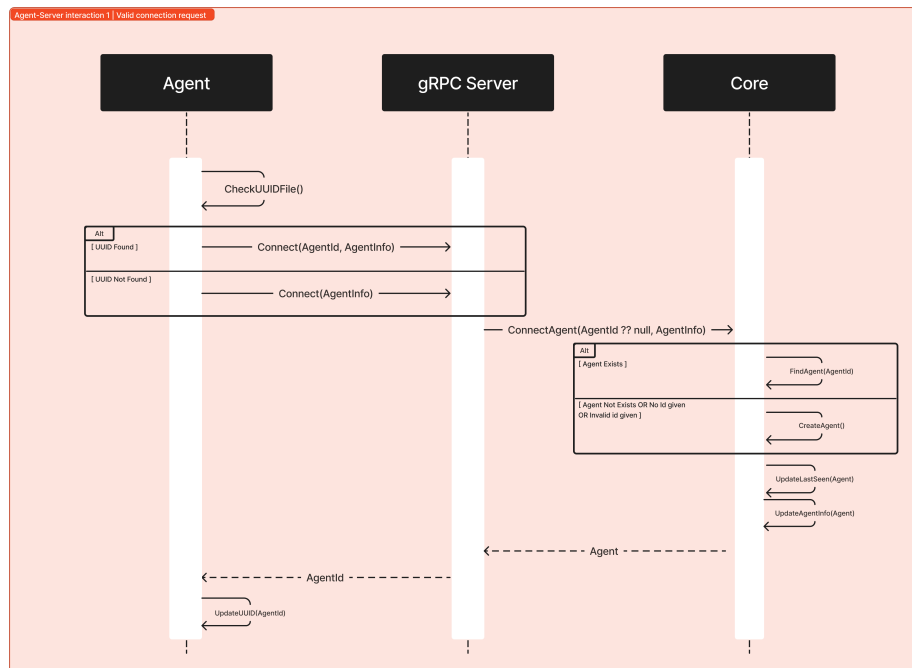 Agent-Server interaction 1 | Valid connection request
Agent
gRPC Server
Core
CheckUUIDFile()
Alt
[ UUID Found ]
Connect(AgentId, AgentInfo)
[ UUID Not Found ]
Connect(AgentInfo)
ConnectAgent(AgentId ?? null, AgentInfo)
Alt
[ Agent Exists ]
FindAgent(AgentId)
[ Agent Not Exists OR No Id given
OR Invalid id given ]
CreateAgent()
UpdateLastSeen(Agent)
UpdateAgentInfo(Agent)
Agent
AgentId
UpdateUUID(AgentId)